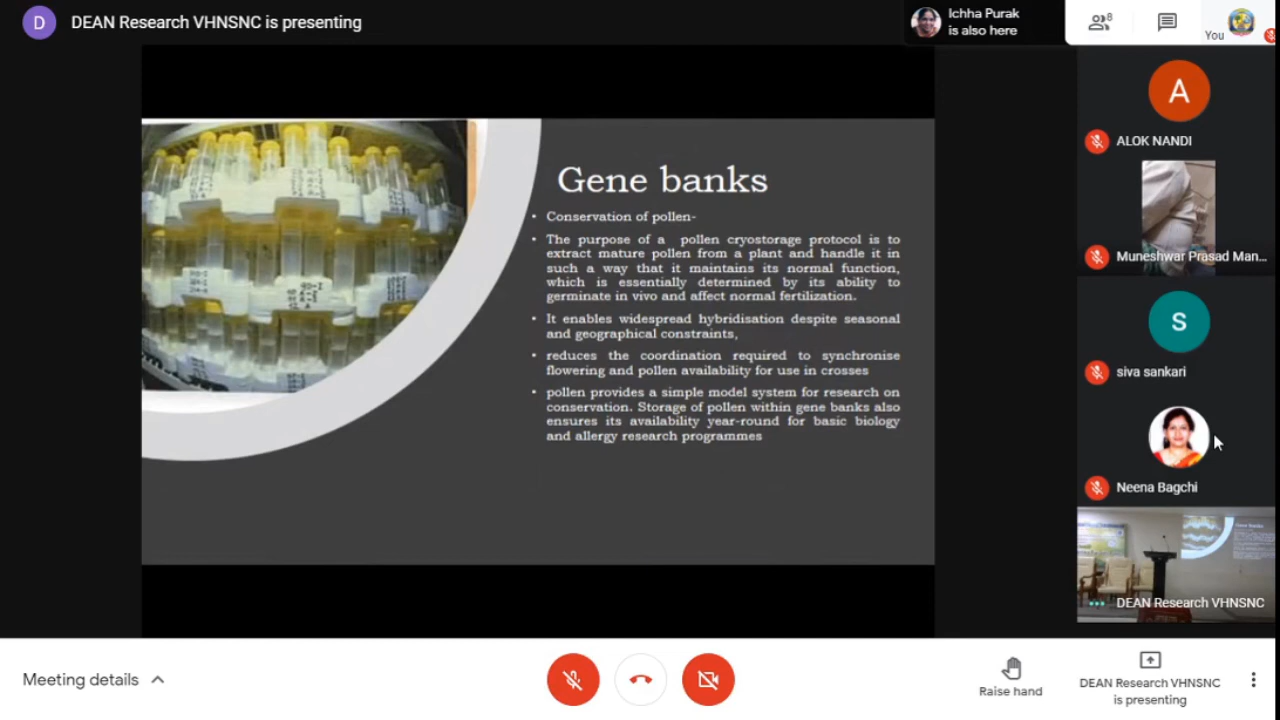 D
DEAN Research VHNSNC is presenting
Ichha Purak
is also here
8
You
Gene banks
• Conservation of pollen-
• The purpose of a pollen cryostorage protocol is to
extract mature pollen from a plant and handle it in
such a way that it maintains its normal function,
which is essentially determined by its ability to
germinate in vivo and affect normal fertilization.
• It enables widespread hybridisation despite seasonal
and geographical constraints,
• reduces the coordination required to synchronise
flowering and pollen availability for use in crosses
• pollen provides a simple model system for research on
conservation. Storage of pollen within gene banks also
ensures its availability year-round for basic biology
and allergy research programmes
A
ALOK NANDI
Muneshwar Prasad Man...
S
siva sankari
Neena Bagchi
Gene banks
DEAN Research VHNSNC
Meeting details
Raise hand
DEAN Research VHNSNC
is presenting